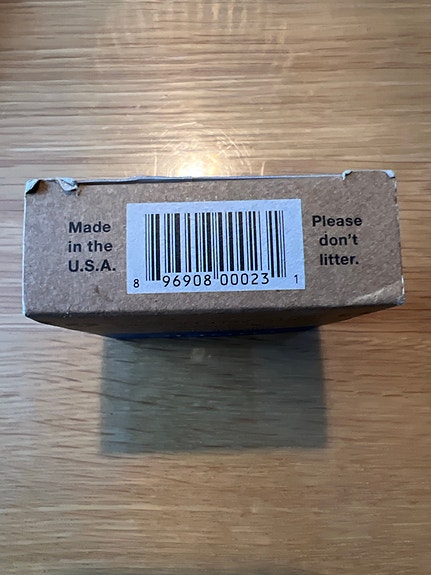 Made
in the
U.S.A.
8 96908 00023 1
Please
don't
litter.